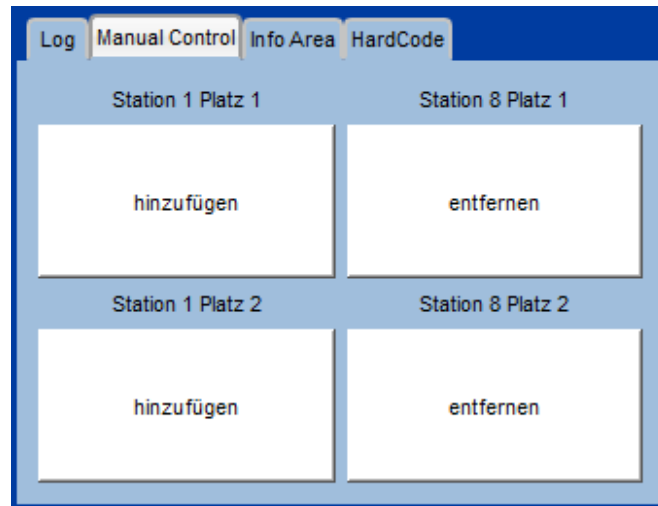 Log Manual Control Info Area HardCode
Station 1 Platz 1 Station 8 Platz 1
hinzufügen entfernen
Station 1 Platz 2 Station 8 Platz 2
hinzufügen entfernen